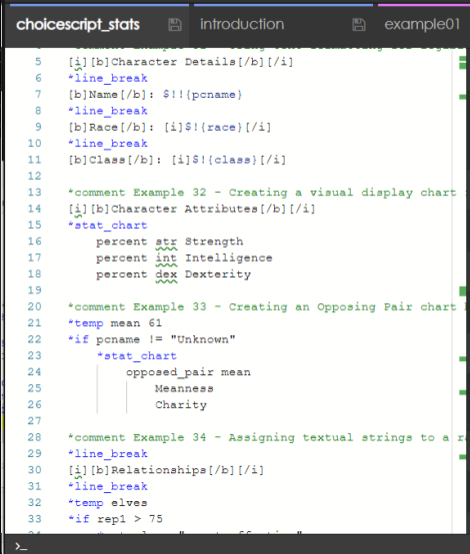 choicescript_stats introduction example01
5 [i][b]Character Details[/b][/i]
6 *line_break
7 [b]Name[/b]: $!!{pcname}
8 *line_break
9 [b]Race[/b]: [i]$!{race}[/i]
10 *line_break
11 [b]Class[/b]: [i]$!{class}[/i]
12
13 *comment Example 32 - Creating a visual display chart
14 [i][b]Character Attributes[/b][/i]
15 *stat_chart
16 percent str Strength
17 percent int Intelligence
18 percent dex Dexterity
19
20 *comment Example 33 - Creating an Opposing Pair chart
21 *temp mean 61
22 *if pcname != "Unknown"
23 *stat_chart
24 opposed_pair mean
25 Meanness
26 Charity
27
28 *comment Example 34 - Assigning textual strings to a
29 *line_break
30 [i][b]Relationships[/b][/i]
31 *line_break
32 *temp elves
33 *if rep1 > 75
>_